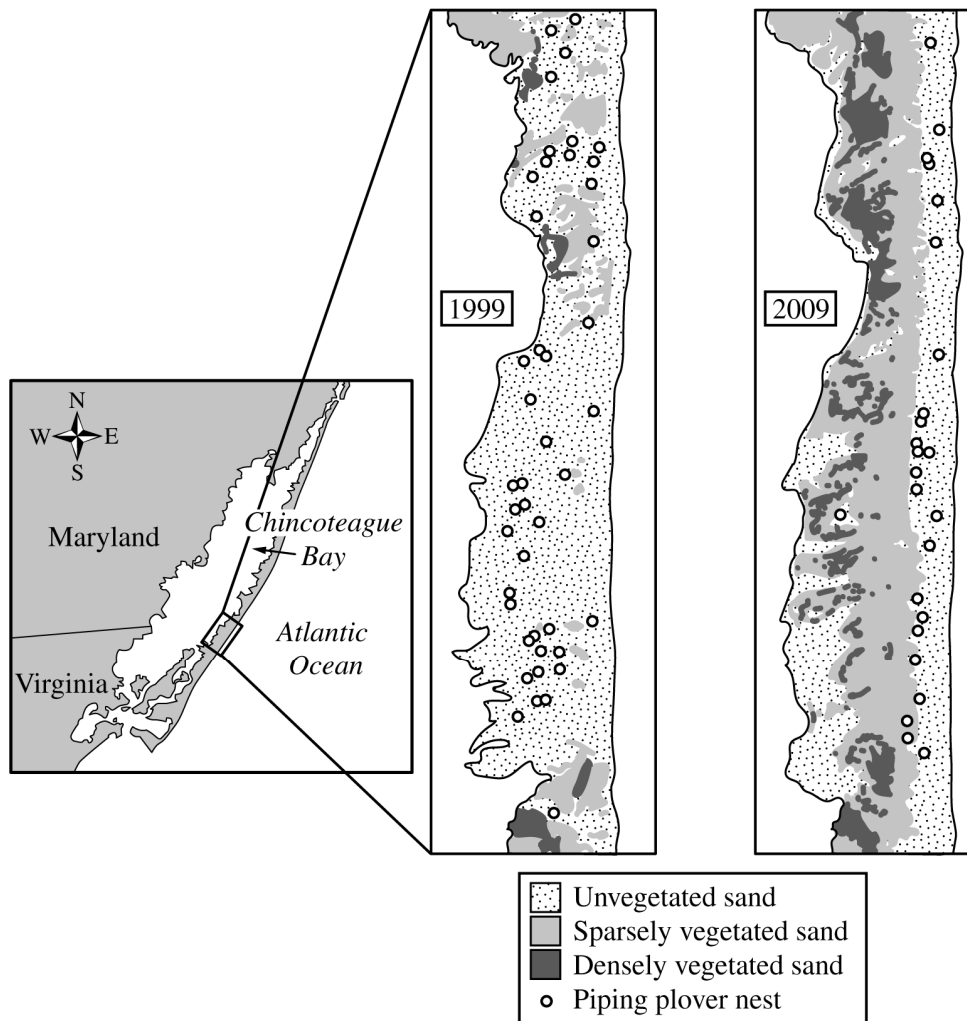 1999
2009
N
W E
S
Maryland
Chincoteague
Bay
Atlantic
Ocean
Virginia
Unvegetated sand
Sparsely vegetated sand
Densely vegetated sand
Piping plover nest